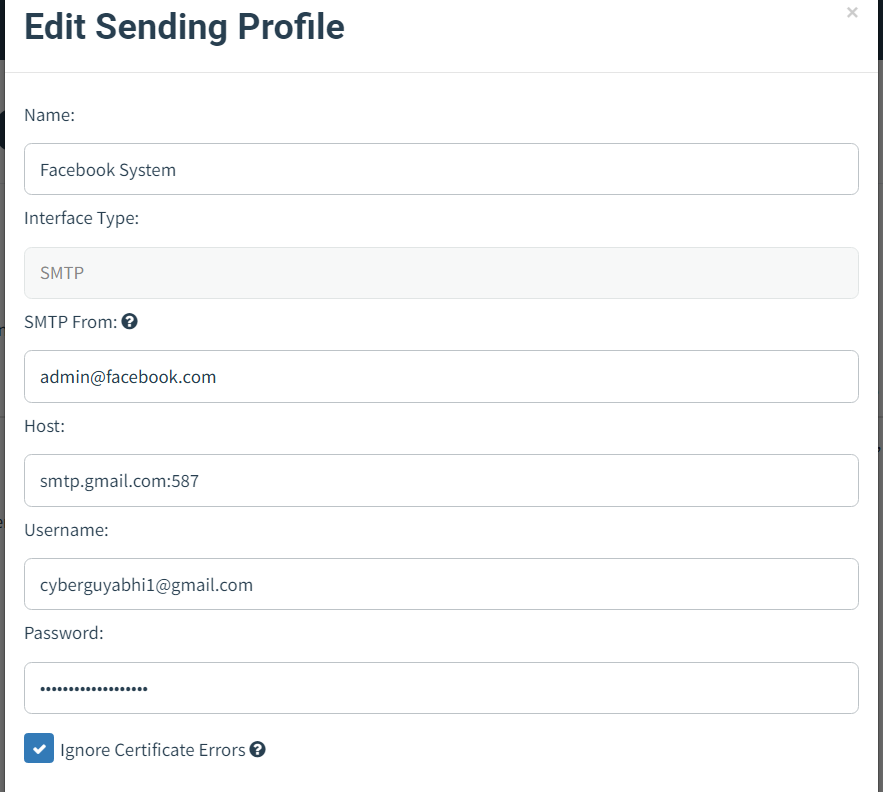 Edit Sending Profile
×
Name:
Facebook System
Interface Type:
SMTP
SMTP From:
admin@facebook.com
Host:
smtp.gmail.com:587
Username:
cyberguyabhi1@gmail.com
Password:
•••••••••••••••••••
Ignore Certificate Errors